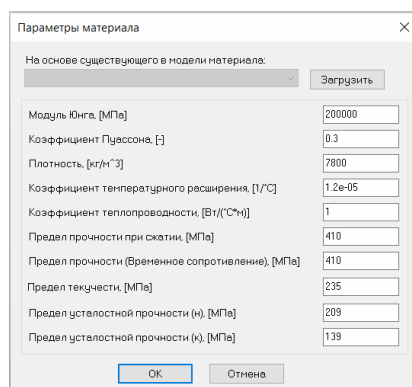 Параметры материала
На основе существующего в модели материала:
Загрузить
Модуль Юнга, [МПа] 200000
Коэффициент Пуассона, [-] 0.3
Плотность, [кг/м^3] 7800
Коэффициент температурного расширения, [1/°C] 1.2e-05
Коэффициент теплопроводности, [Вт/(°C*м)] 1
Предел прочности при сжатии, [МПа] 410
Предел прочности (Временное сопротивление), [МПа] 410
Предел текучести, [МПа] 235
Предел усталостной прочности (н), [МПа] 209
Предел усталостной прочности (к), [МПа] 139
OK Отмена